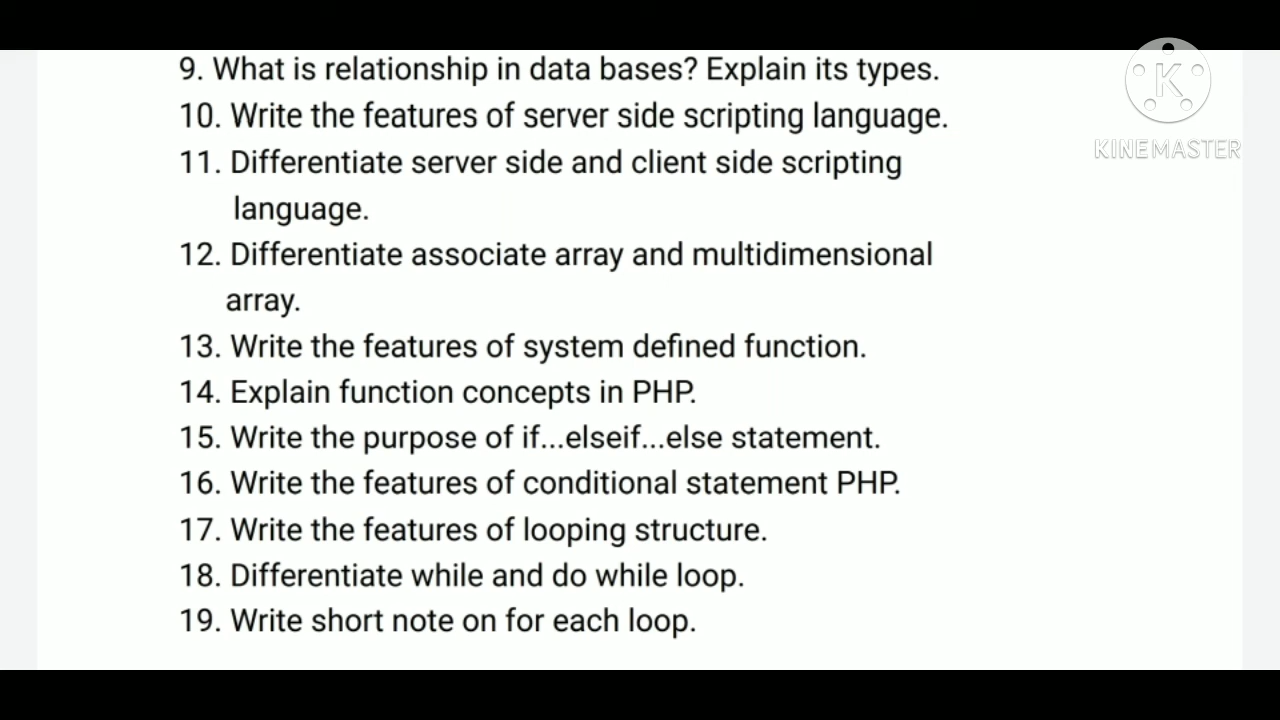 9. What is relationship in data bases? Explain its types.
10. Write the features of server side scripting language.
11. Differentiate server side and client side scripting
language.
12. Differentiate associate array and multidimensional
array.
13. Write the features of system defined function.
14. Explain function concepts in PHP.
15. Write the purpose of if...elseif...else statement.
16. Write the features of conditional statement PHP.
17. Write the features of looping structure.
18. Differentiate while and do while loop.
19. Write short note on for each loop.
K
KINEMASTER